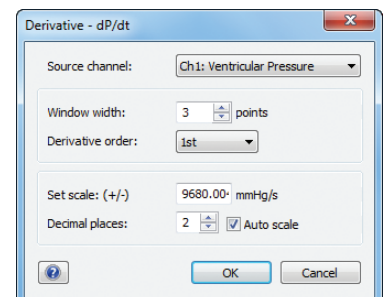 Derivative - dP/dt
Source channel: Ch1: Ventricular Pressure
Window width: 3 points
Derivative order: 1st
Set scale: (+/-) 9680.00 mmHg/s
Decimal places: 2 Auto scale
OK Cancel